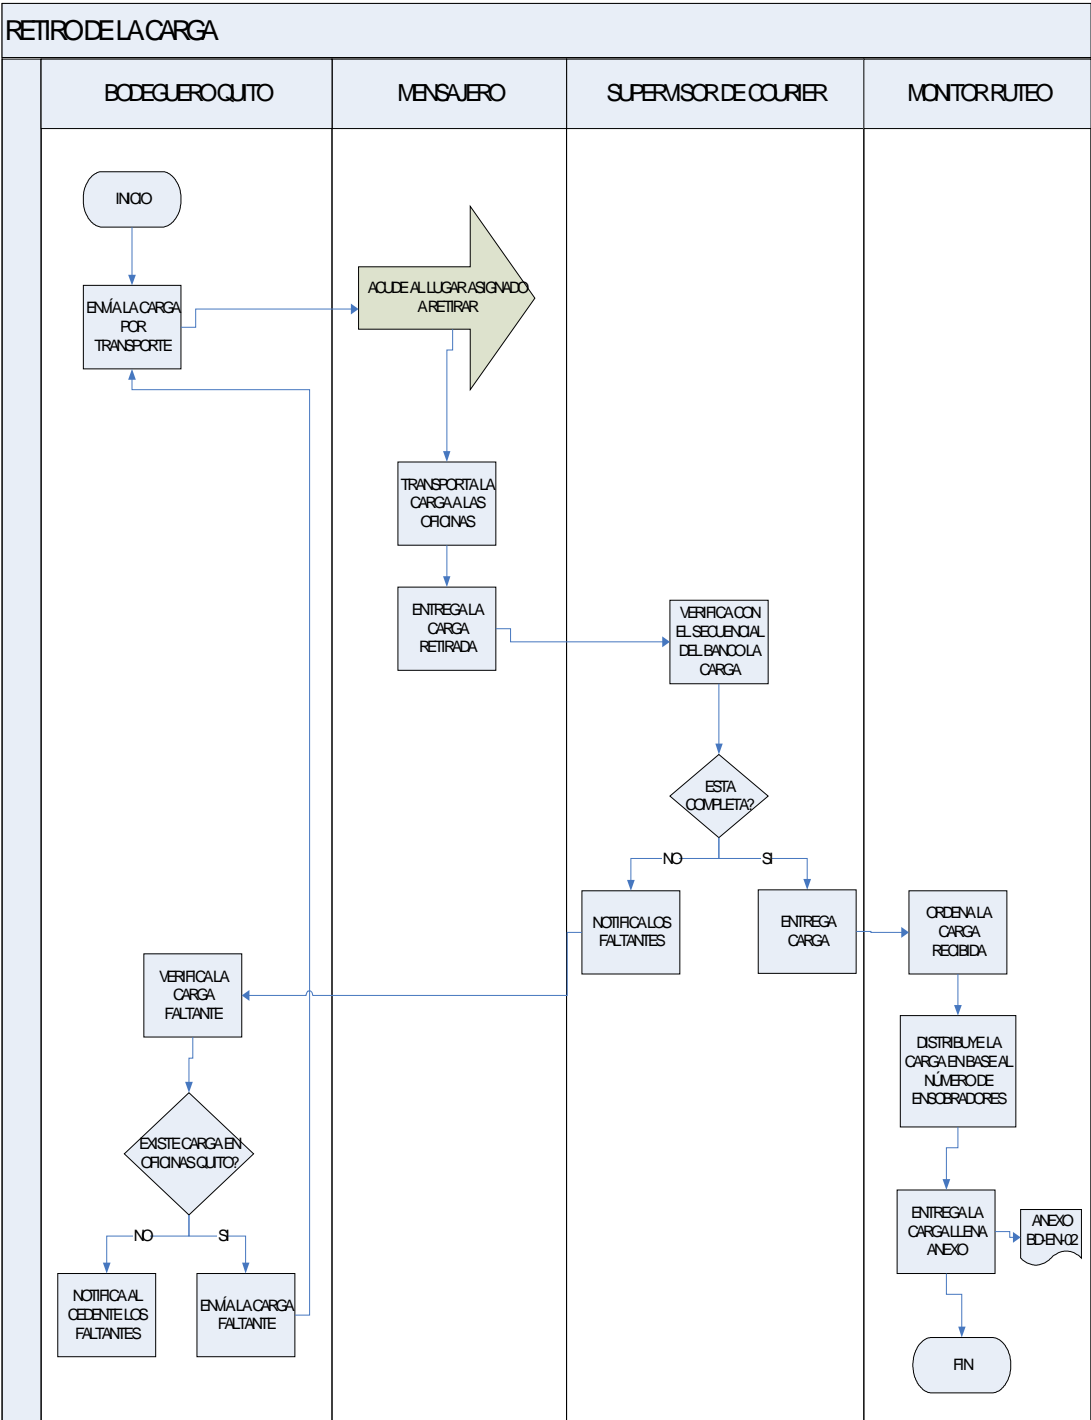 RETIRO DE LA CARGA
BODEGUERO QUITO
MENSAJERO
SUPERVISOR DE COURIER
MONITOR RUTEO
INICIO
ENVÍA LA CARGA
POR
TRANSPORTE
ACUDE AL LUGAR ASIGNADO
A RETIRAR
TRANSPORTA LA
CARGA A LAS
OFICINAS
ENTREGA LA
CARGA
RETIRADA
VERIFICA CON
EL SECUENCIAL
DEL BANCO LA
CARGA
ESTA
COMPLETA?
NO
SI
NOTIFICA LOS
FALTANTES
ENTREGA
CARGA
ORDENA LA
CARGA
RECIBIDA
VERIFICA LA
CARGA
FALTANTE
DISTRIBUYE LA
CARGA EN BASE AL
NÚMERO DE
ENSOBRADORES
EXISTE CARGA EN
OFICINAS QUITO?
NO
SI
ENTREGA LA
CARGA LLENA
ANEXO
ANEXO
BD-EN-02
NOTIFICA AL
CEDENTE LOS
FALTANTES
ENVÍA LA CARGA
FALTANTE
FIN